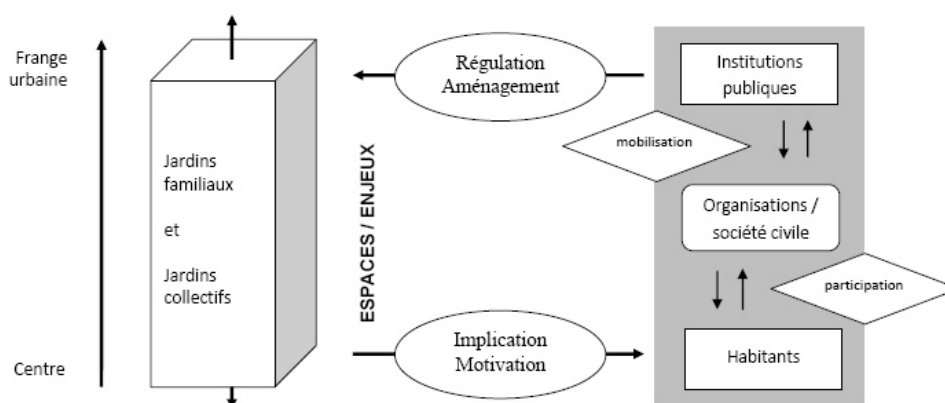 Frange
urbaine
Jardins
familiaux
et
Jardins
collectifs
Centre
ESPACES / ENJEUX
Régulation
Aménagement
Implication
Motivation
Institutions
publiques
mobilisation
Organisations /
société civile
participation
Habitants